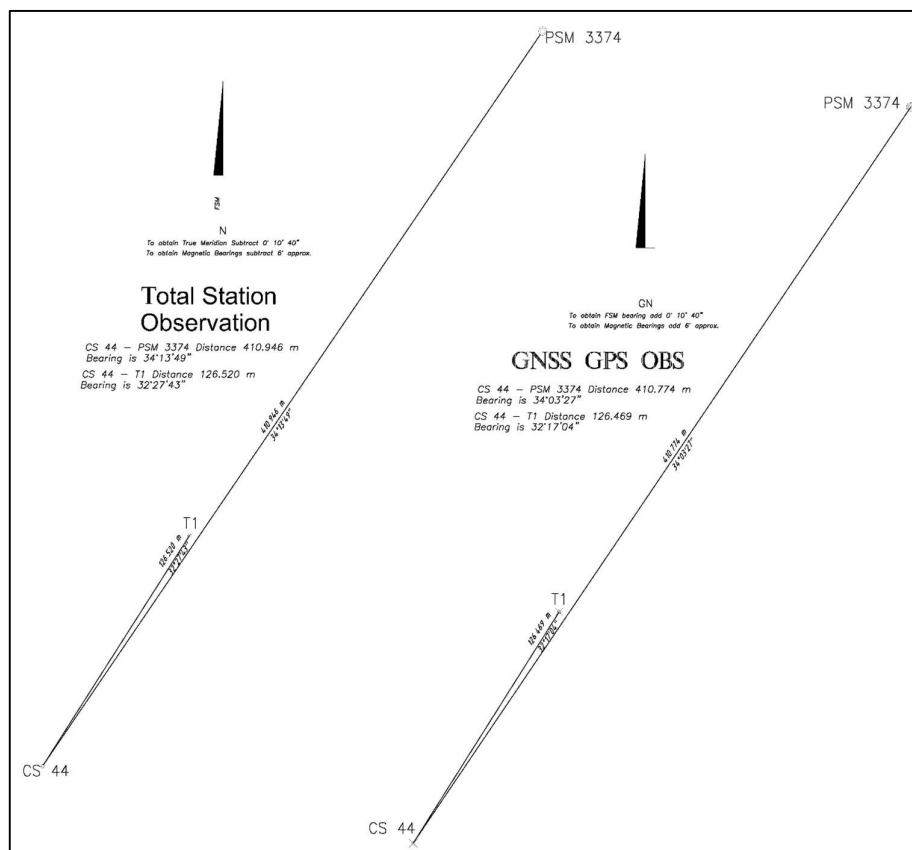 PSM 3374
FSM
N
To obtain True Meridian Subtract 0° 10' 40"
To obtain Magnetic Bearings subtract 6° approx.
Total Station
Observation
CS 44 – PSM 3374 Distance 410.946 m
Bearing is 34°13'49"
CS 44 – T1 Distance 126.520 m
Bearing is 32°27'43"
410.946 m
34°13'49"
T1
126.520 m
32°27'43"
CS 44
PSM 3374
GN
To obtain FSM bearing add 0° 10' 40"
To obtain Magnetic Bearings add 6° approx.
GNSS GPS OBS
CS 44 – PSM 3374 Distance 410.774 m
Bearing is 34°03'27"
CS 44 – T1 Distance 126.469 m
Bearing is 32°17'04"
410.774 m
34°03'27"
T1
126.469 m
32°17'04"
CS 44